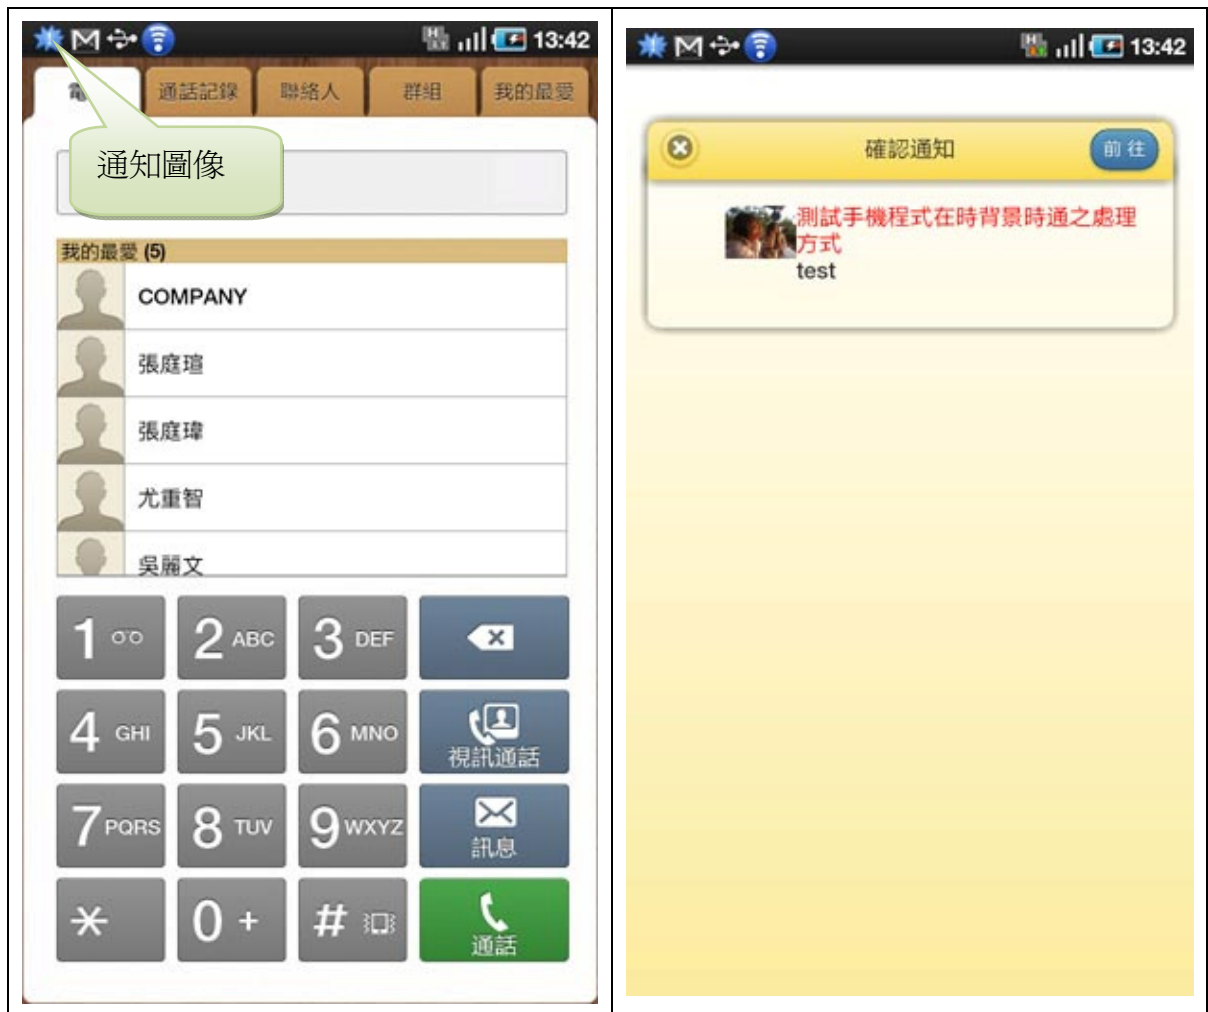 13:42
通話記錄 聯絡人 群組 我的最愛
通知圖像
我的最愛 (5)
COMPANY
張庭瑄
張庭瑋
尤重智
吳麗文
1 2 ABC 3 DEF
4 GHI 5 JKL 6 MNO 視訊通話
7 PQRS 8 TUV 9 WXYZ 訊息
* 0 + # 通話
13:42
確認通知 前往
測試手機程式在時背景時通之處理
方式
test